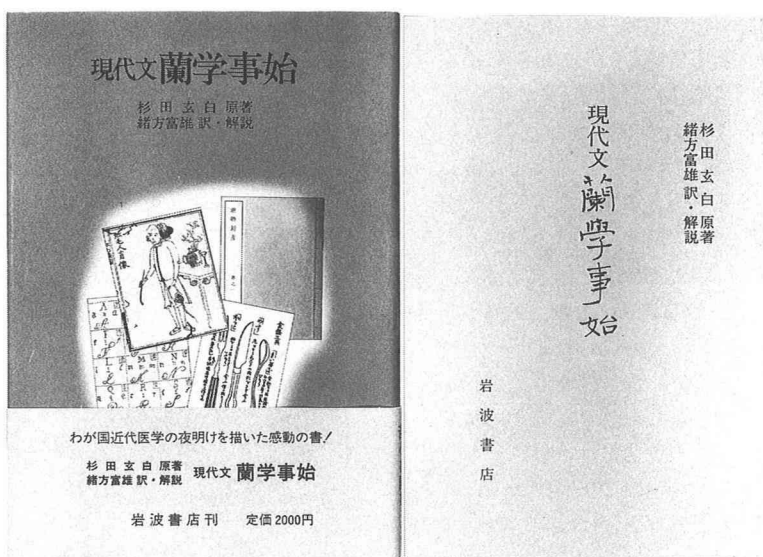 現代文 蘭学事始
杉田玄白 原著
緒方富雄 訳・解説
わが国近代医学の夜明けを描いた感動の書!
杉田玄白 原著
緒方富雄 訳・解説
現代文 蘭学事始
岩波書店刊 定価2000円
杉田玄白 原著
緒方富雄 訳・解説
現代文 蘭學事始
岩波書店